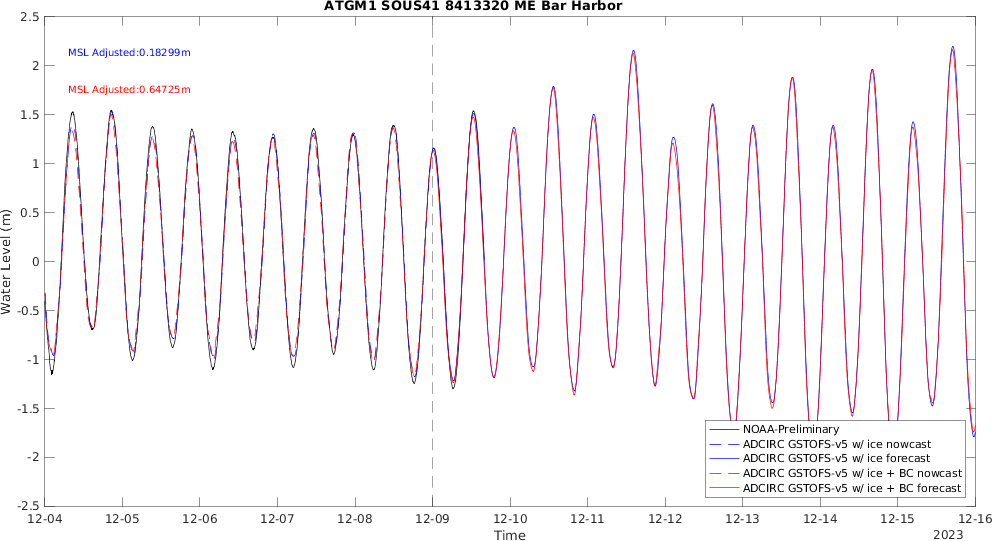 ATGM1 SOUS41 8413320 ME Bar Harbor
2.5
2
1.5
1
0.5
0
-0.5
-1
-1.5
-2
-2.5
Water Level (m)
MSL Adjusted:0.18299m
MSL Adjusted:0.64725m
NOAA-Preliminary
ADCIRC GSTOFS-v5 w/ ice nowcast
ADCIRC GSTOFS-v5 w/ ice forecast
ADCIRC GSTOFS-v5 w/ ice + BC nowcast
ADCIRC GSTOFS-v5 w/ ice + BC forecast
12-04 12-05 12-06 12-07 12-08 12-09 12-10 12-11 12-12 12-13 12-14 12-15 12-16
Time
2023